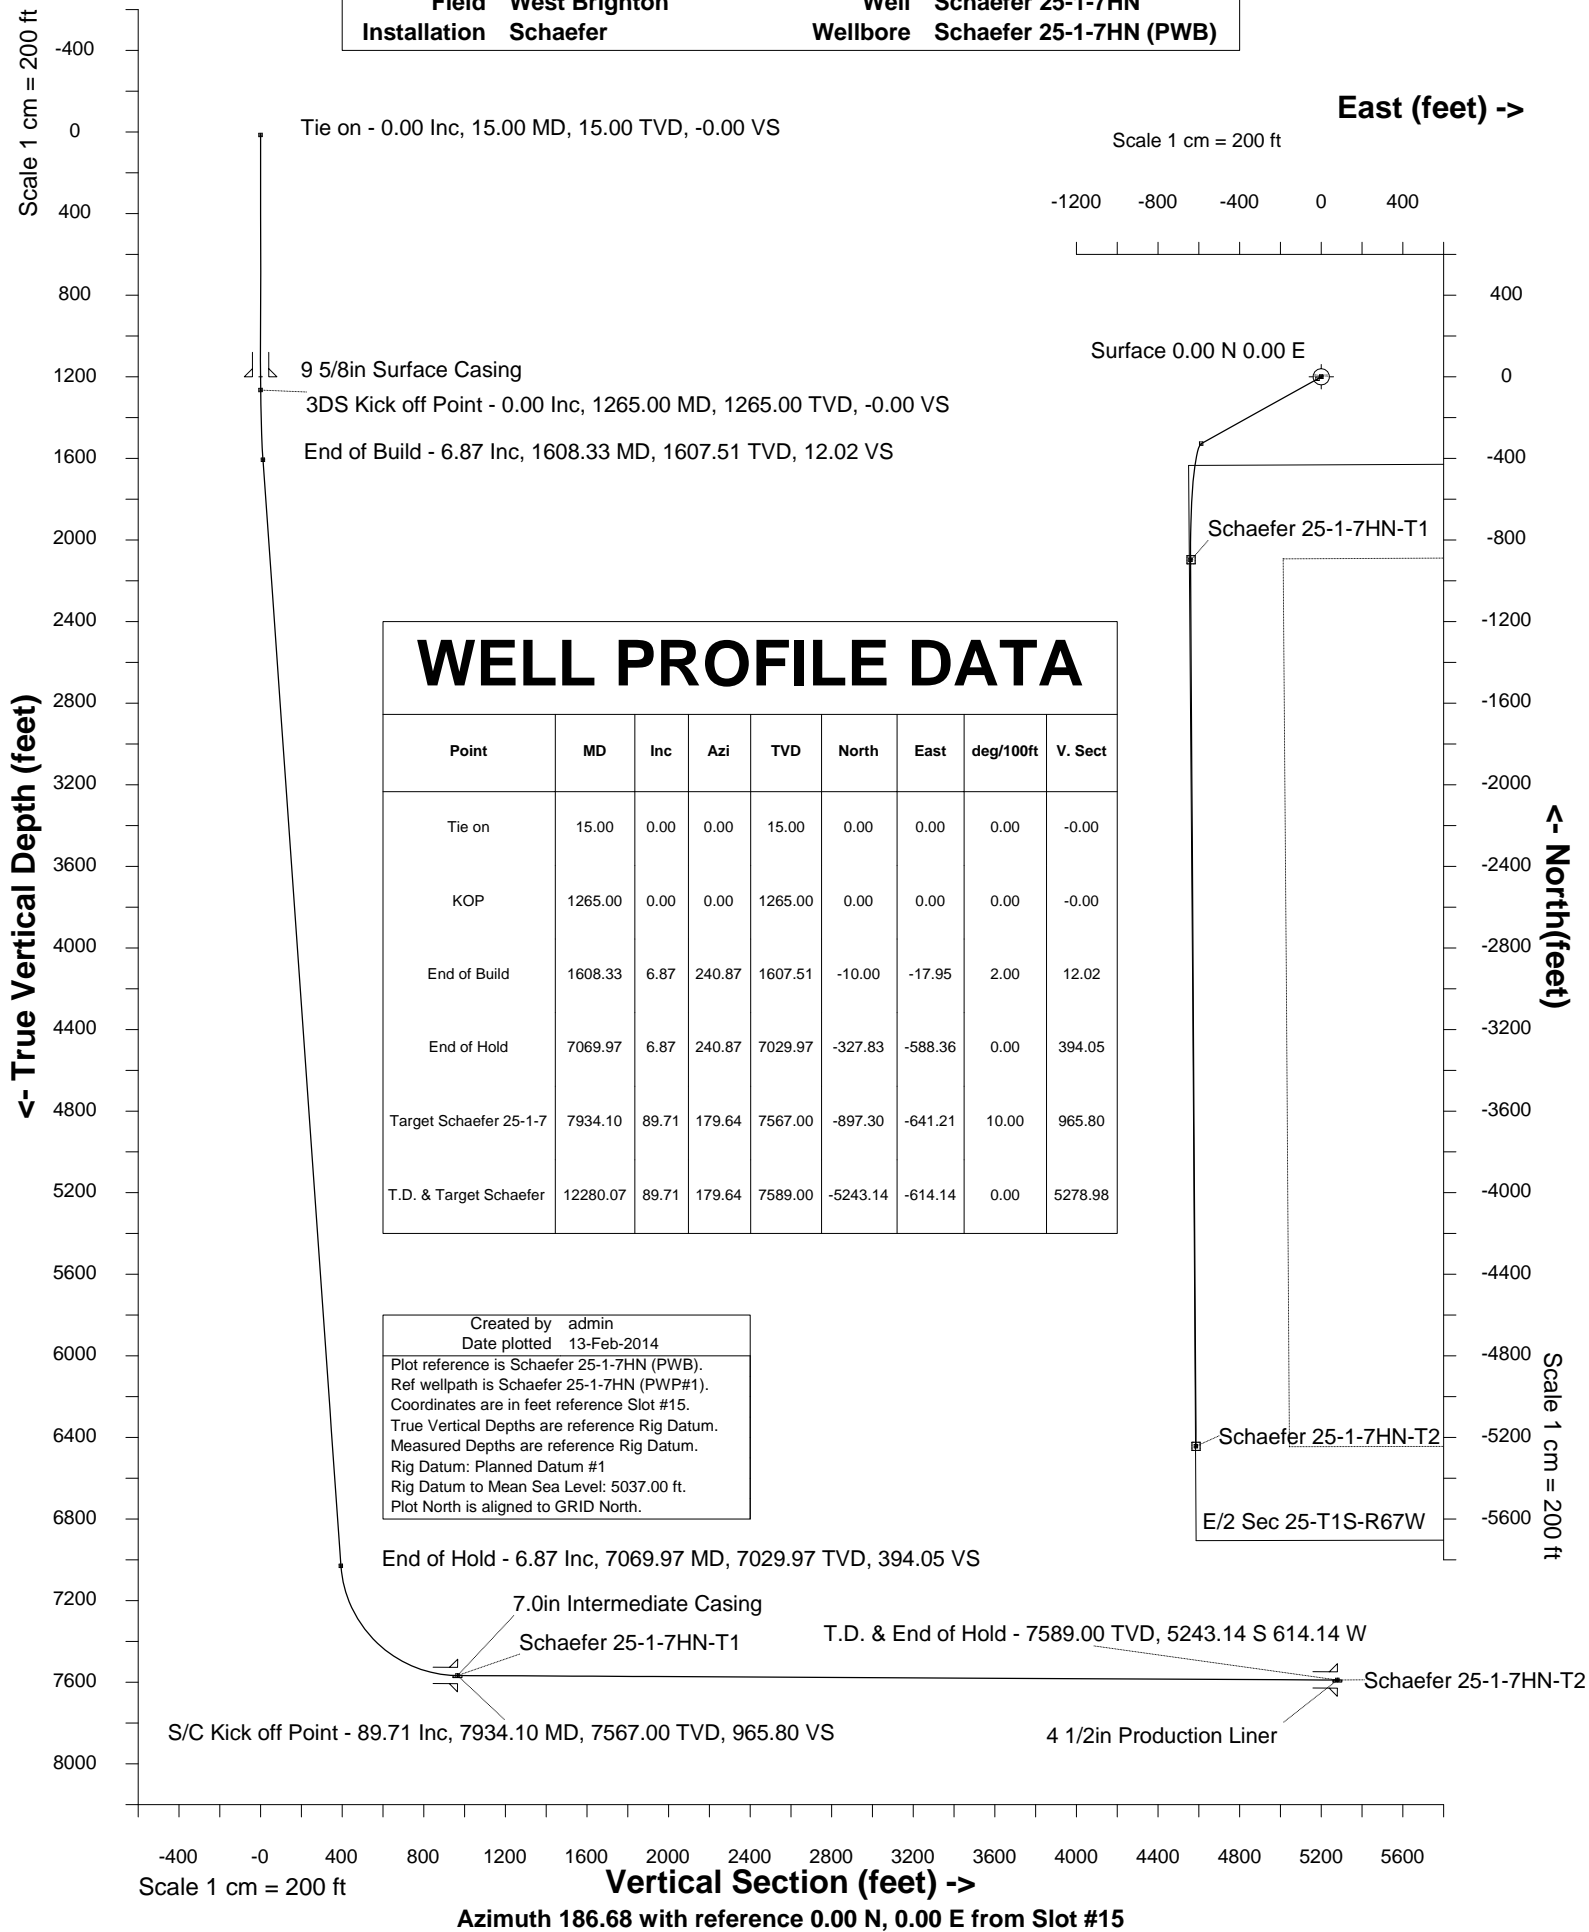 Field West Brighton Well Schaefer 25-1-7HN
Installation Schaefer Wellbore Schaefer 25-1-7HN (PWB)
Scale 1 cm = 200 ft
<- True Vertical Depth (feet)
-400
0
400
800
1200
1600
2000
2400
2800
3200
3600
4000
4400
4800
5200
5600
6000
6400
6800
7200
7600
8000
Tie on - 0.00 Inc, 15.00 MD, 15.00 TVD, -0.00 VS
9 5/8in Surface Casing
3DS Kick off Point - 0.00 Inc, 1265.00 MD, 1265.00 TVD, -0.00 VS
End of Build - 6.87 Inc, 1608.33 MD, 1607.51 TVD, 12.02 VS
East (feet) ->
Scale 1 cm = 200 ft
-1200 -800 -400 0 400
Surface 0.00 N 0.00 E
Schaefer 25-1-7HN-T1
Schaefer 25-1-7HN-T2
E/2 Sec 25-T1S-R67W
400
0
-400
-800
-1200
-1600
-2000
-2400
-2800
-3200
-3600
-4000
-4400
-4800
-5200
-5600
<- North(feet)
Scale 1 cm = 200 ft
WELL PROFILE DATA
Point MD Inc Azi TVD North East deg/100ft V. Sect
Tie on 15.00 0.00 0.00 15.00 0.00 0.00 0.00 -0.00
KOP 1265.00 0.00 0.00 1265.00 0.00 0.00 0.00 -0.00
End of Build 1608.33 6.87 240.87 1607.51 -10.00 -17.95 2.00 12.02
End of Hold 7069.97 6.87 240.87 7029.97 -327.83 -588.36 0.00 394.05
Target Schaefer 25-1-7 7934.10 89.71 179.64 7567.00 -897.30 -641.21 10.00 965.80
T.D. & Target Schaefer 12280.07 89.71 179.64 7589.00 -5243.14 -614.14 0.00 5278.98
Created by admin
Date plotted 13-Feb-2014
Plot reference is Schaefer 25-1-7HN (PWB).
Ref wellpath is Schaefer 25-1-7HN (PWP#1).
Coordinates are in feet reference Slot #15.
True Vertical Depths are reference Rig Datum.
Measured Depths are reference Rig Datum.
Rig Datum: Planned Datum #1
Rig Datum to Mean Sea Level: 5037.00 ft.
Plot North is aligned to GRID North.
End of Hold - 6.87 Inc, 7069.97 MD, 7029.97 TVD, 394.05 VS
7.0in Intermediate Casing
Schaefer 25-1-7HN-T1
T.D. & End of Hold - 7589.00 TVD, 5243.14 S 614.14 W
Schaefer 25-1-7HN-T2
S/C Kick off Point - 89.71 Inc, 7934.10 MD, 7567.00 TVD, 965.80 VS
4 1/2in Production Liner
-400 -0 400 800 1200 1600 2000 2400 2800 3200 3600 4000 4400 4800 5200 5600
Scale 1 cm = 200 ft
Vertical Section (feet) ->
Azimuth 186.68 with reference 0.00 N, 0.00 E from Slot #15